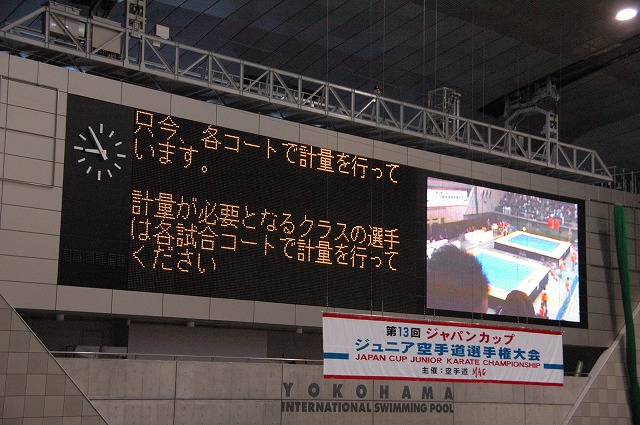 只今、各コートで計量を行って
います。
計量が必要となるクラスの選手
は各試合コートで計量を行って
ください
第13回 ジャパンカップ
ジュニア空手道選手権大会
JAPAN CUP JUNIOR KARATE CHAMPIONSHIP
主催：空手道 MAC
YOKOHAMA
INTERNATIONAL SWIMMING POOL